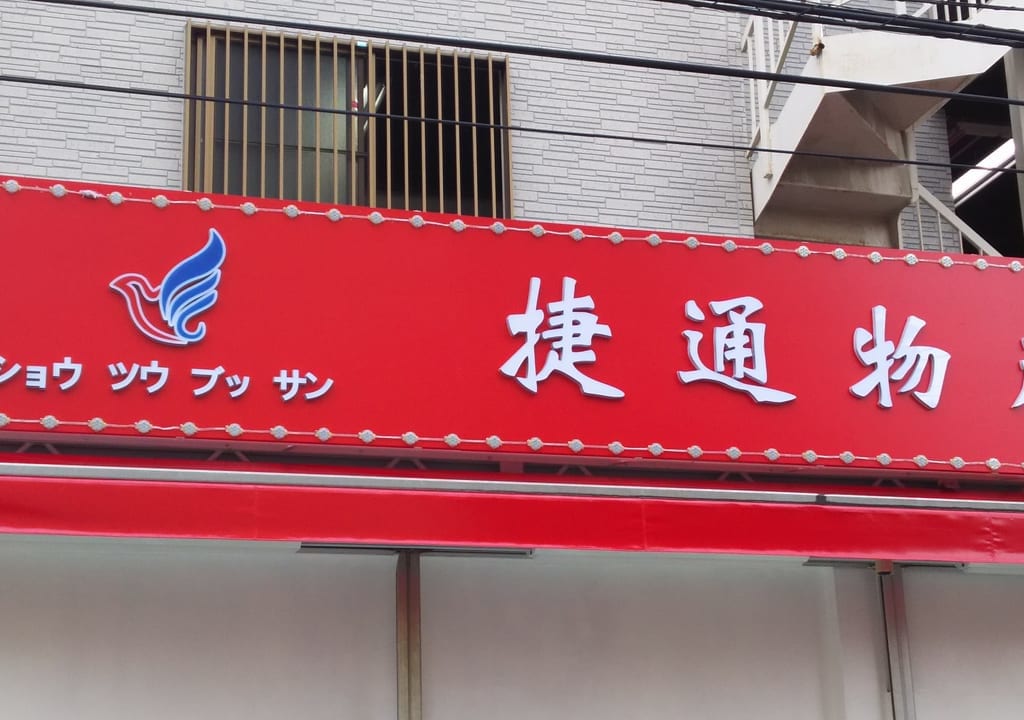 ショウ ツウ ブッ サン
捷通物